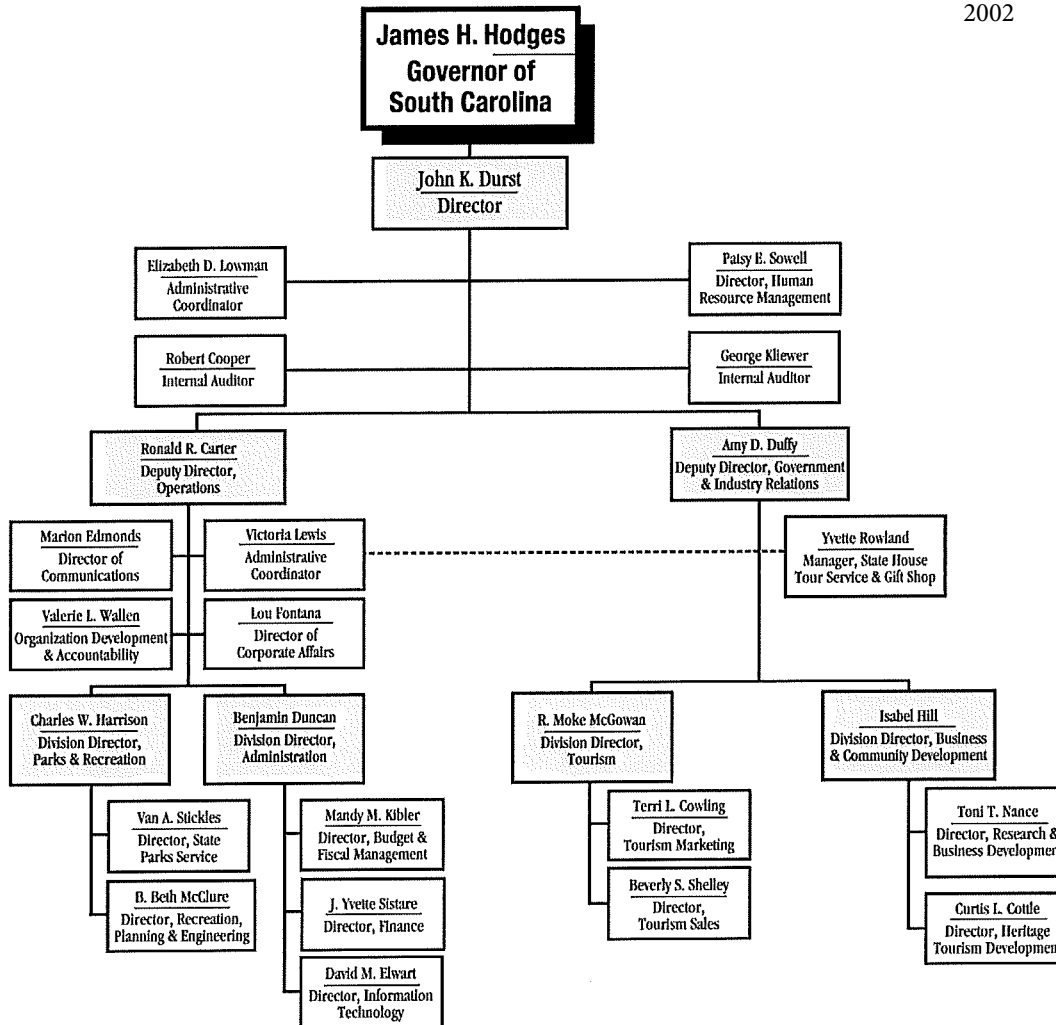 2002
James H. Hodges
Governor of
South Carolina
John K. Durst
Director
Elizabeth D. Lowman
Administrative
Coordinator
Patsy E. Sowell
Director, Human
Resource Management
Robert Cooper
Internal Auditor
George Kliewer
Internal Auditor
Ronald R. Carter
Deputy Director,
Operations
Amy D. Duffy
Deputy Director, Government
& Industry Relations
Marion Edmonds
Director of
Communications
Victoria Lewis
Administrative
Coordinator
Yvette Rowland
Manager, State House
Tour Service & Gift Shop
Valerie L. Wallen
Organization Development
& Accountability
Lou Fontana
Director of
Corporate Affairs
Charles W. Harrison
Division Director,
Parks & Recreation
Benjamin Duncan
Division Director,
Administration
R. Moke McGowan
Division Director,
Tourism
Isabel Hill
Division Director, Business
& Community Development
Van A. Stickles
Director, State
Parks Service
Mandy M. Kibler
Director, Budget &
Fiscal Management
Terri L. Cowling
Director,
Tourism Marketing
Toni T. Nance
Director, Research &
Business Development
B. Beth McClure
Director, Recreation,
Planning & Engineering
J. Yvette Sistare
Director, Finance
Beverly S. Shelley
Director,
Tourism Sales
Curtis L. Cottle
Director, Heritage
Tourism Development
David M. Elwart
Director, Information
Technology